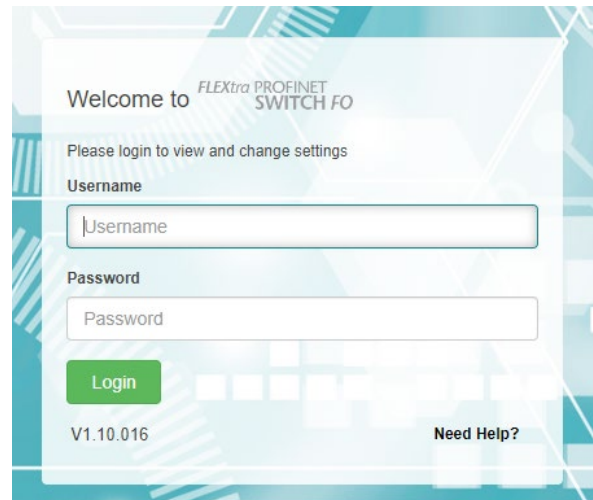 Welcome to FLEXtra PROFINET
SWITCH FO
Please login to view and change settings
Username
Username
Password
Password
Login
V1.10.016 Need Help?